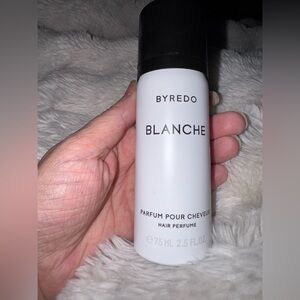 BYREDO
BLANCHE
PARFUM POUR CHEVEUX
HAIR PERFUME
℮ 75 ML 2.5 FL.OZ